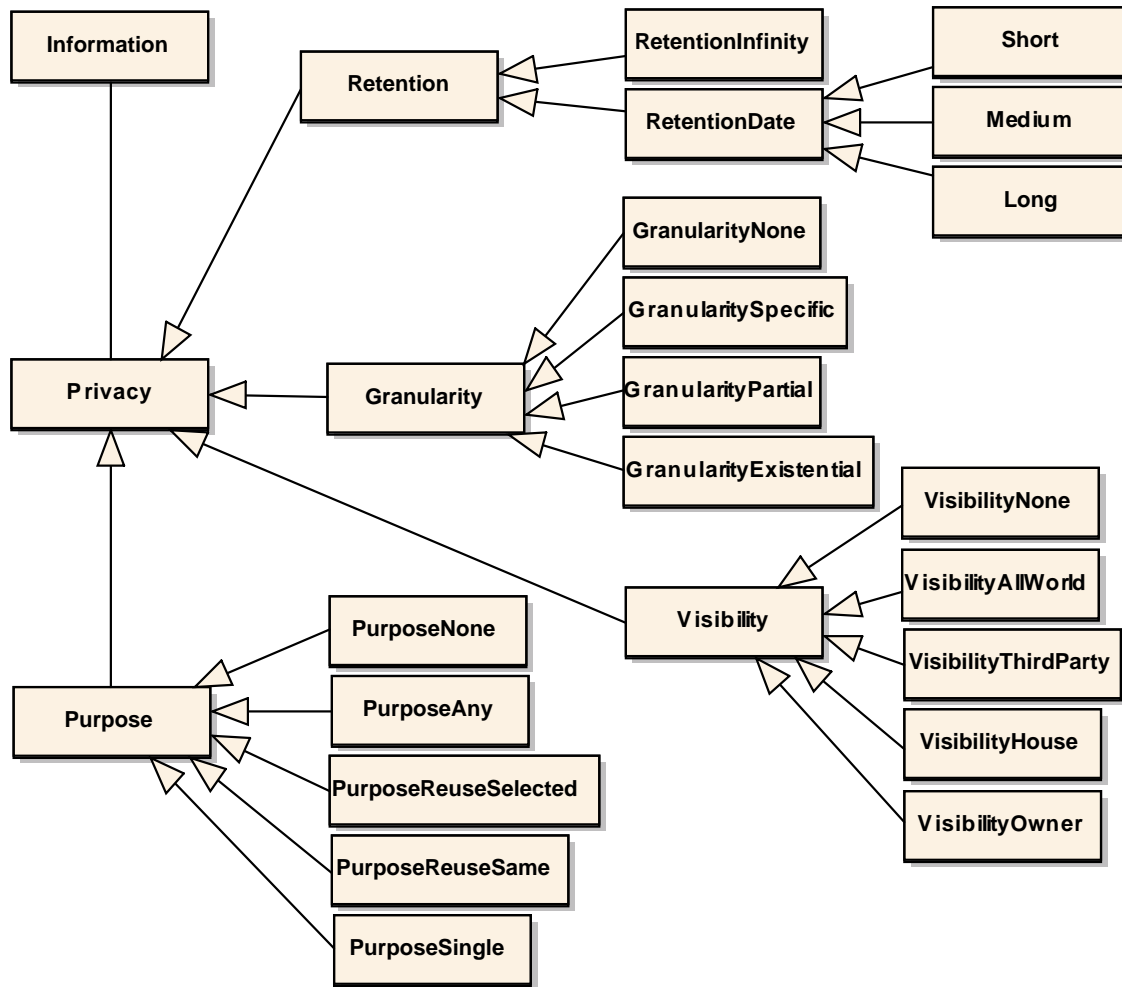 Information
Retention
RetentionInfinity
RetentionDate
Short
Medium
Long
Privacy
Granularity
GranularityNone
GranularitySpecific
GranularityPartial
GranularityExistential
Visibility
VisibilityNone
VisibilityAllWorld
VisibilityThirdParty
VisibilityHouse
VisibilityOwner
Purpose
PurposeNone
PurposeAny
PurposeReuseSelected
PurposeReuseSame
PurposeSingle